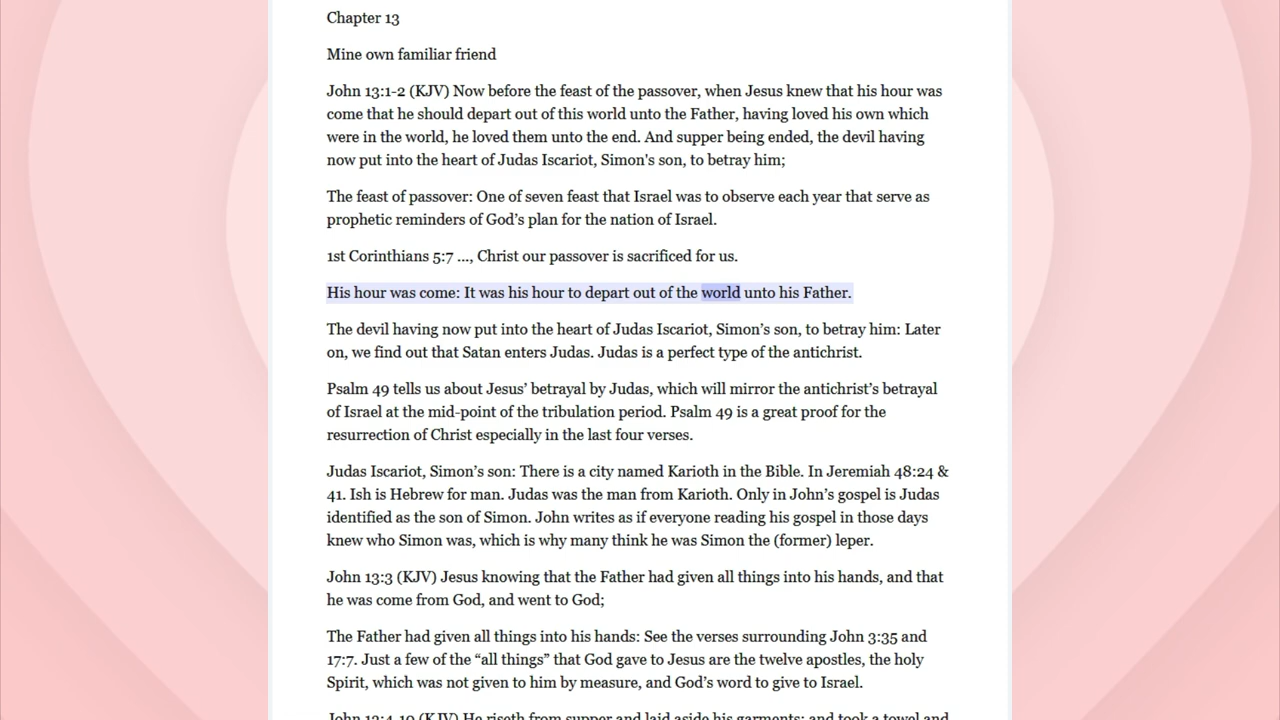 Chapter 13
Mine own familiar friend
John 13:1-2 (KJV) Now before the feast of the passover, when Jesus knew that his hour was
come that he should depart out of this world unto the Father, having loved his own which
were in the world, he loved them unto the end. And supper being ended, the devil having
now put into the heart of Judas Iscariot, Simon's son, to betray him;
The feast of passover: One of seven feast that Israel was to observe each year that serve as
prophetic reminders of God’s plan for the nation of Israel.
1st Corinthians 5:7 ..., Christ our passover is sacrificed for us.
His hour was come: It was his hour to depart out of the world unto his Father.
The devil having now put into the heart of Judas Iscariot, Simon’s son, to betray him: Later
on, we find out that Satan enters Judas. Judas is a perfect type of the antichrist.
Psalm 49 tells us about Jesus’ betrayal by Judas, which will mirror the antichrist’s betrayal
of Israel at the mid-point of the tribulation period. Psalm 49 is a great proof for the
resurrection of Christ especially in the last four verses.
Judas Iscariot, Simon’s son: There is a city named Karioth in the Bible. In Jeremiah 48:24 &
41. Ish is Hebrew for man. Judas was the man from Karioth. Only in John’s gospel is Judas
identified as the son of Simon. John writes as if everyone reading his gospel in those days
knew who Simon was, which is why many think he was Simon the (former) leper.
John 13:3 (KJV) Jesus knowing that the Father had given all things into his hands, and that
he was come from God, and went to God;
The Father had given all things into his hands: See the verses surrounding John 3:35 and
17:7. Just a few of the “all things” that God gave to Jesus are the twelve apostles, the holy
Spirit, which was not given to him by measure, and God’s word to give to Israel.
John 13:4-10 (KJV) He riseth from supper and laid aside his garments; and took a towel and